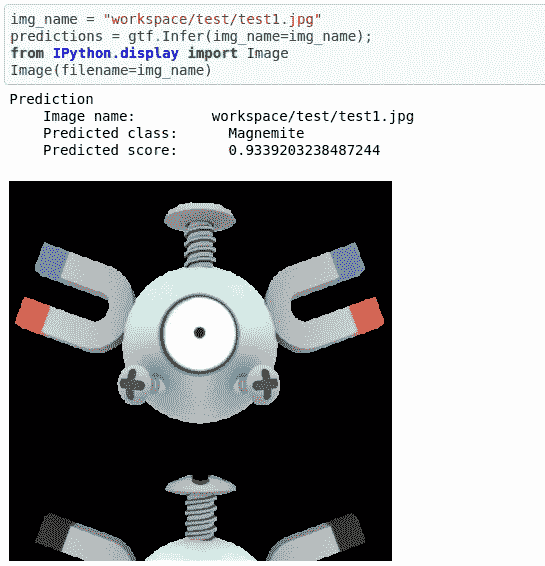 img_name = "workspace/test/test1.jpg"
predictions = gtf.Infer(img_name=img_name);
from IPython.display import Image
Image(filename=img_name)
Prediction
Image name: workspace/test/test1.jpg
Predicted class: Magnemite
Predicted score: 0.9339203238487244